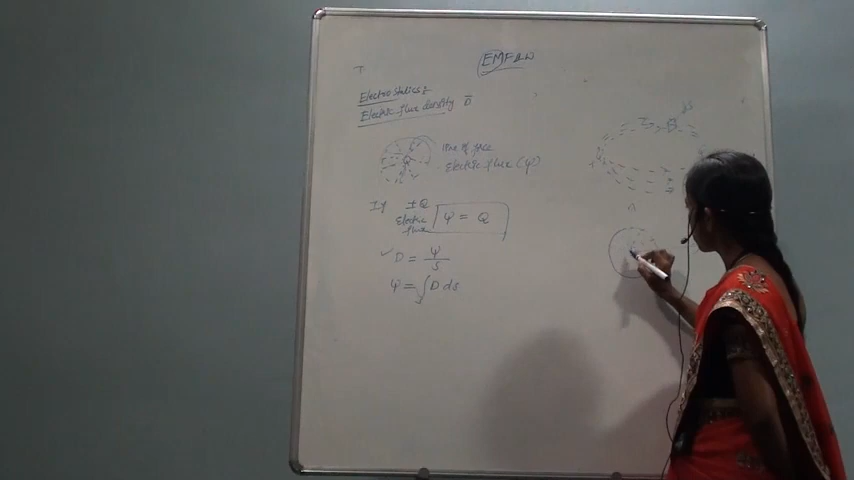 EMF&W
Electrostatics:
Electric flux density D̅
line of force
Electric flux (ψ)
If ±Q
Electric flux ψ = Q
✓ D = ψ/S
ψ = ∫ D ds
S